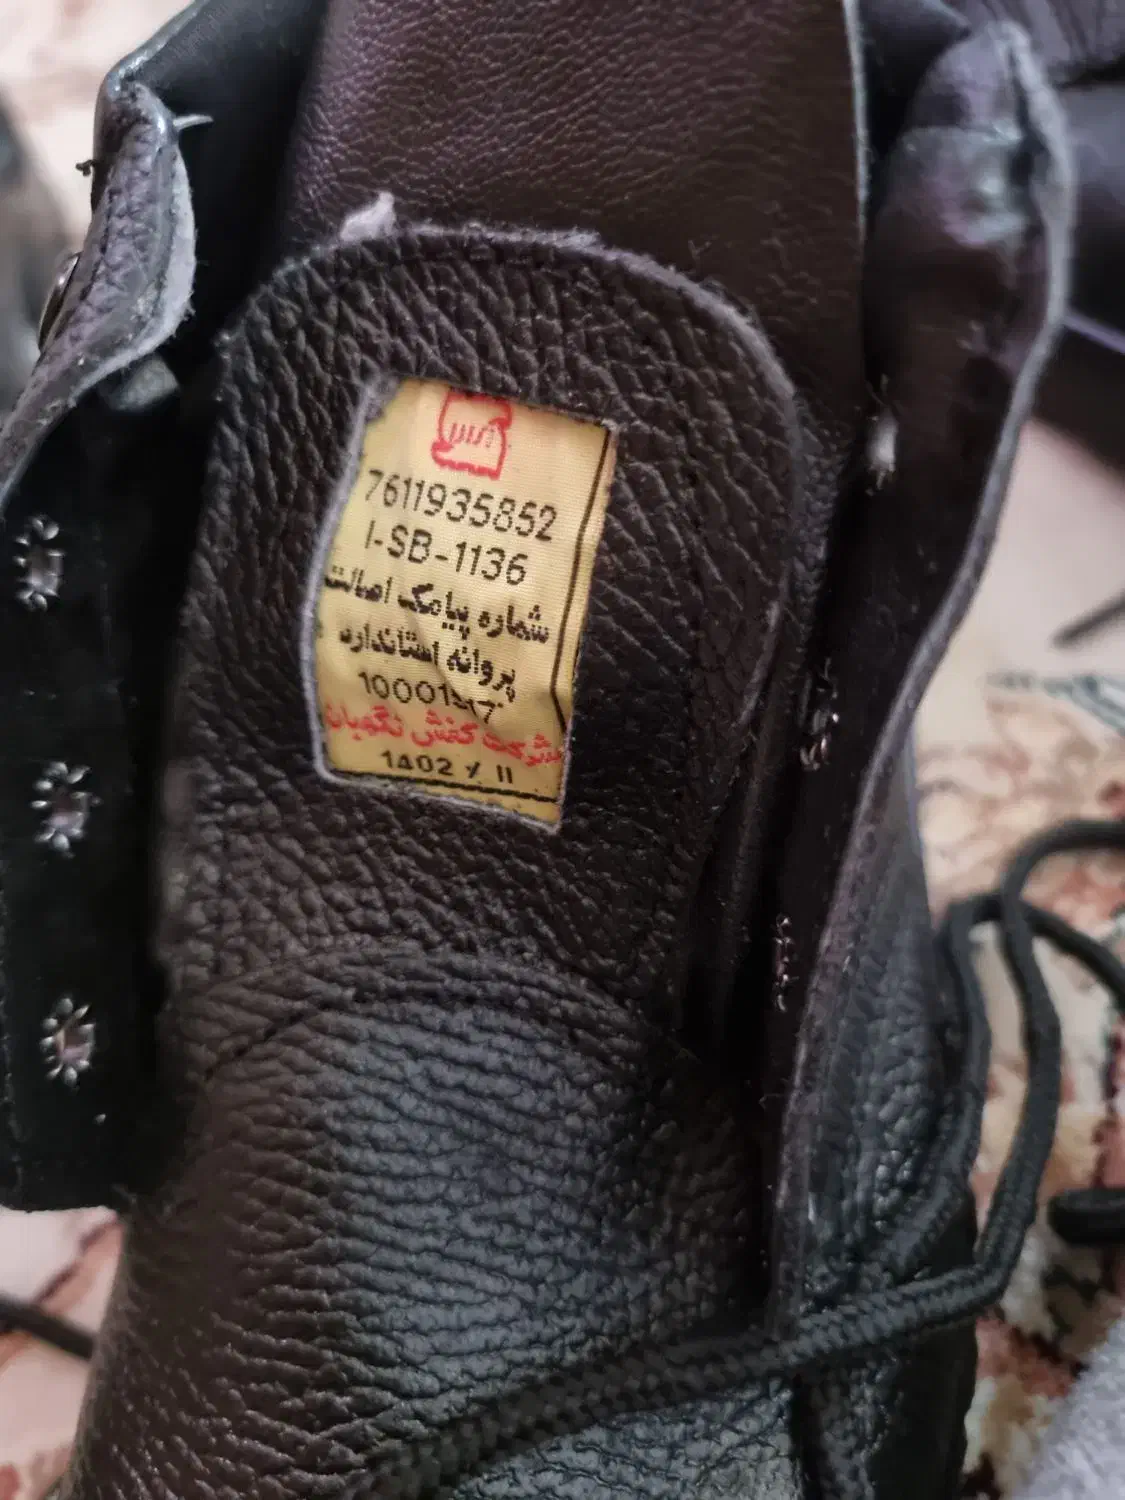 7611935852
I-SB-1136
شماره پیامک اصالت
پروانه استاندارد
شرکت کفش نگهبان
1402 / 11